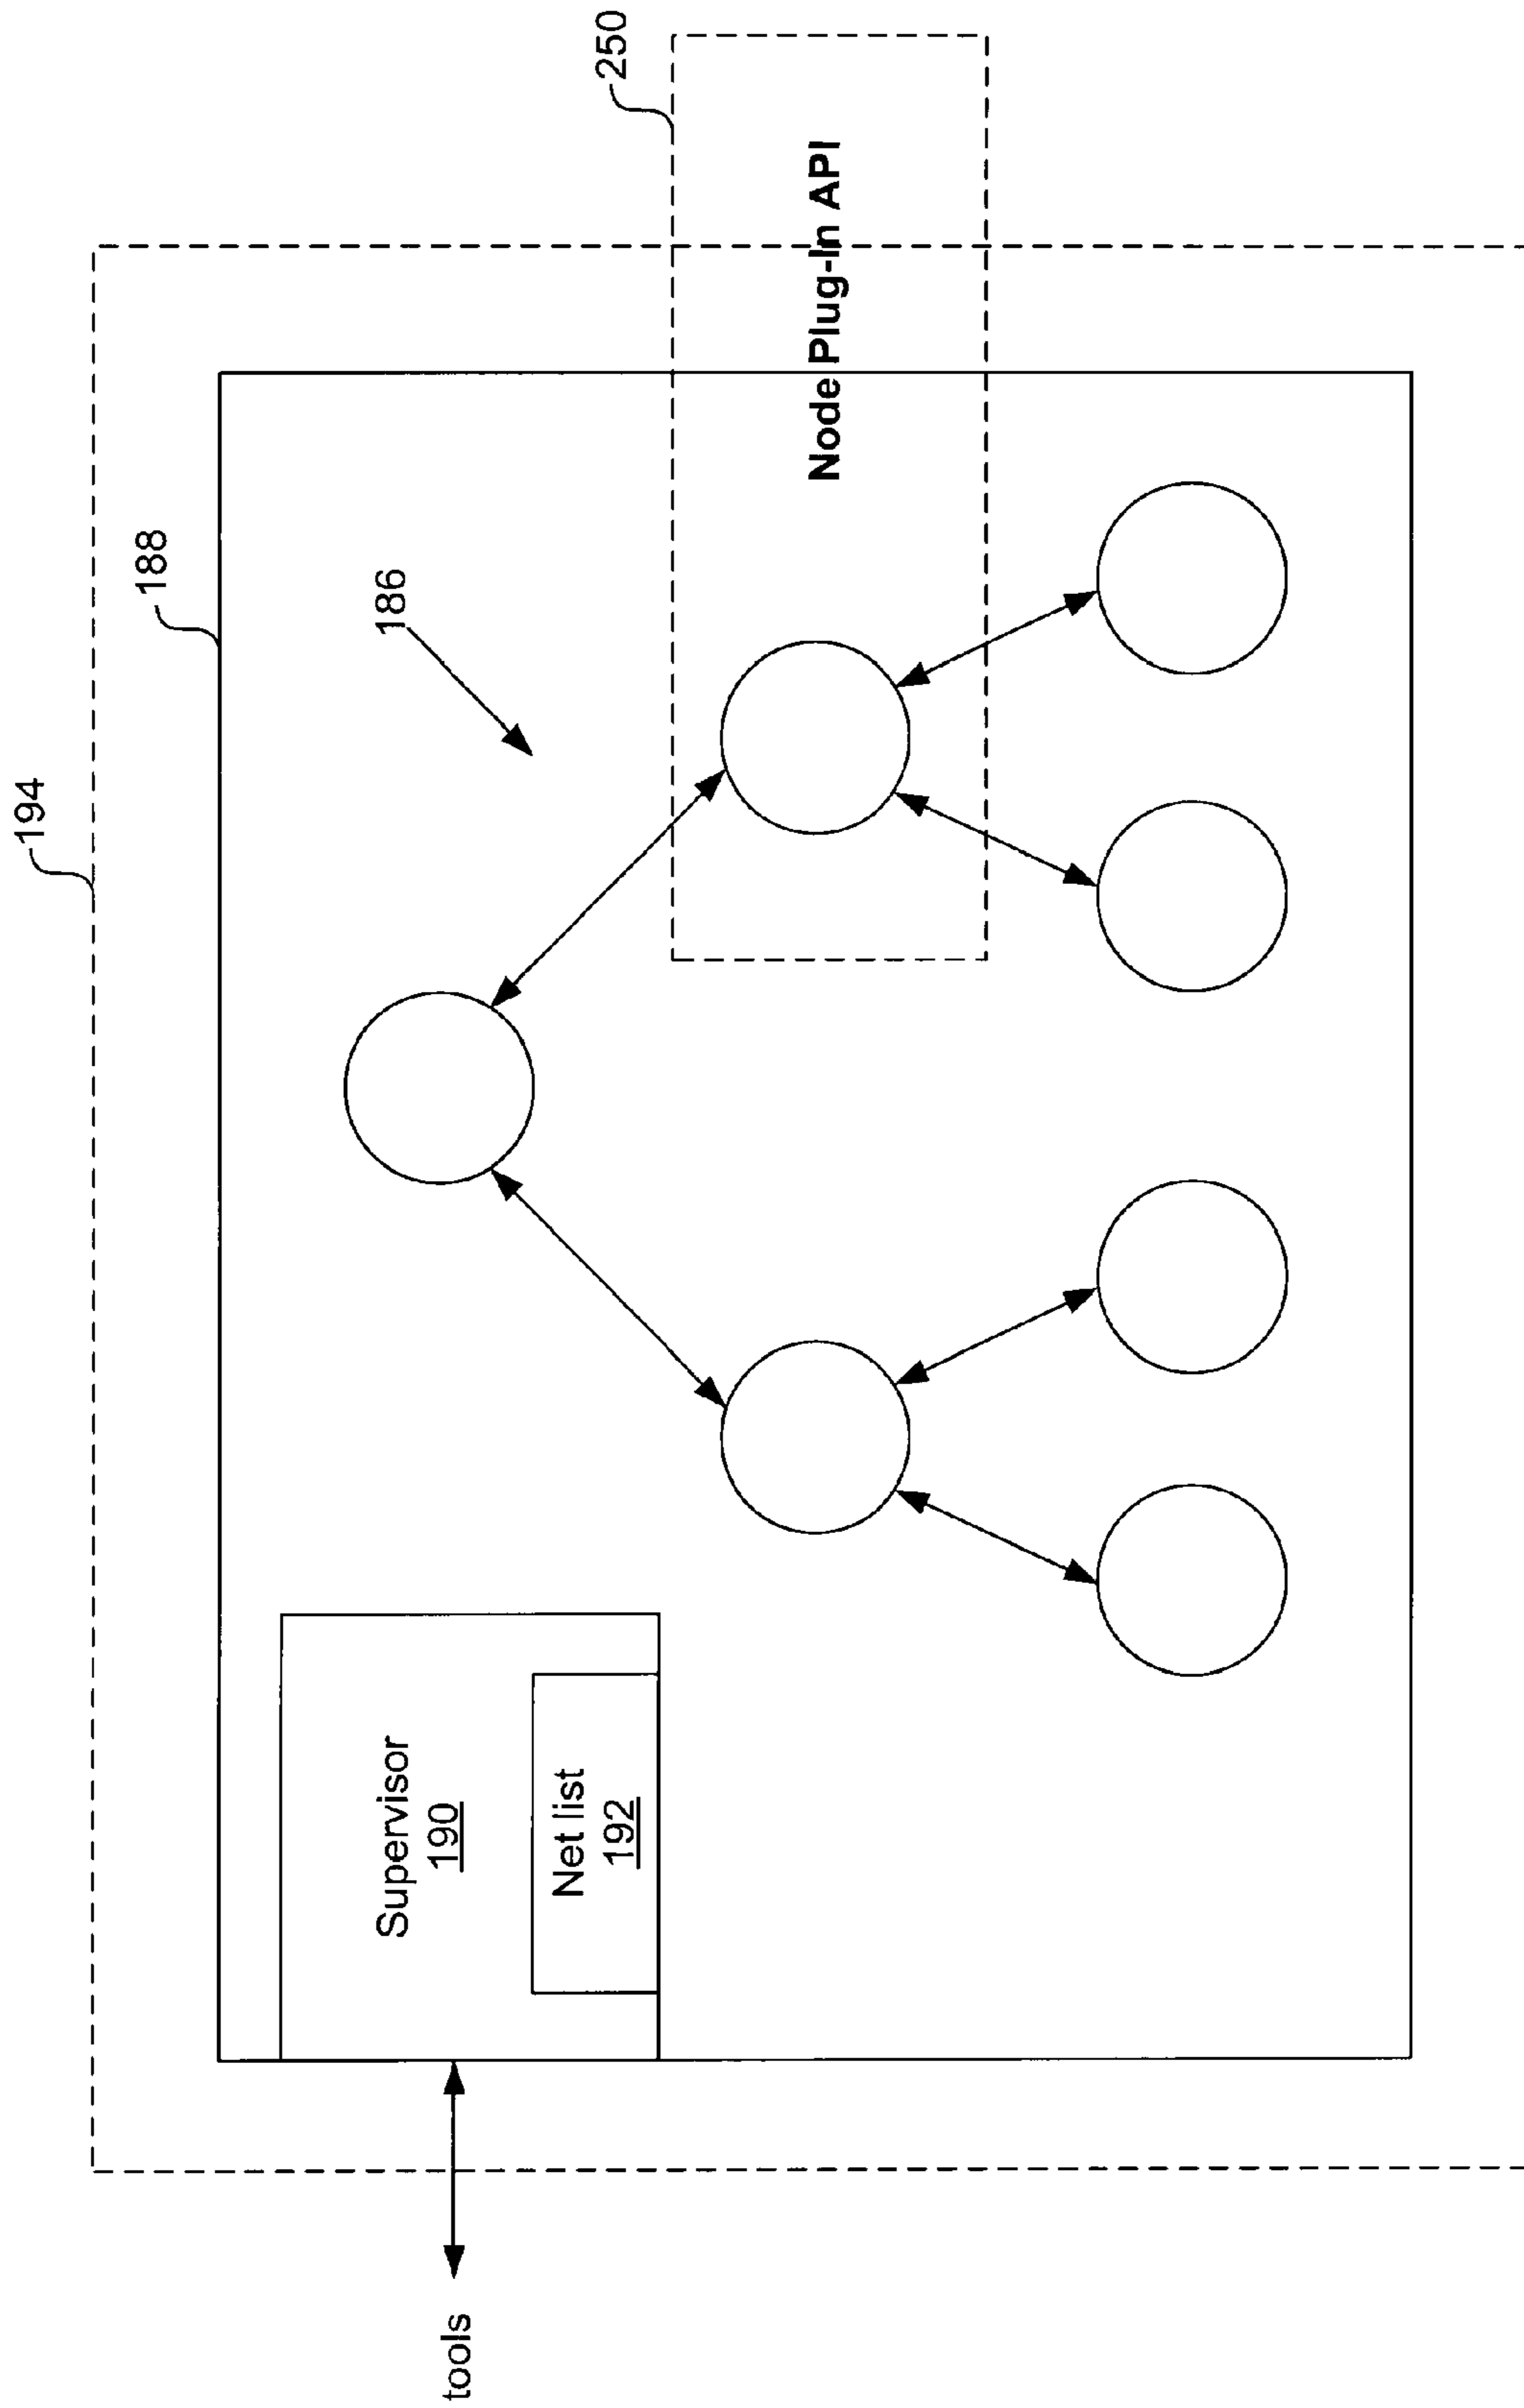 194
188
186
250
Supervisor
190
Net list
192
tools
Node Plug-In API